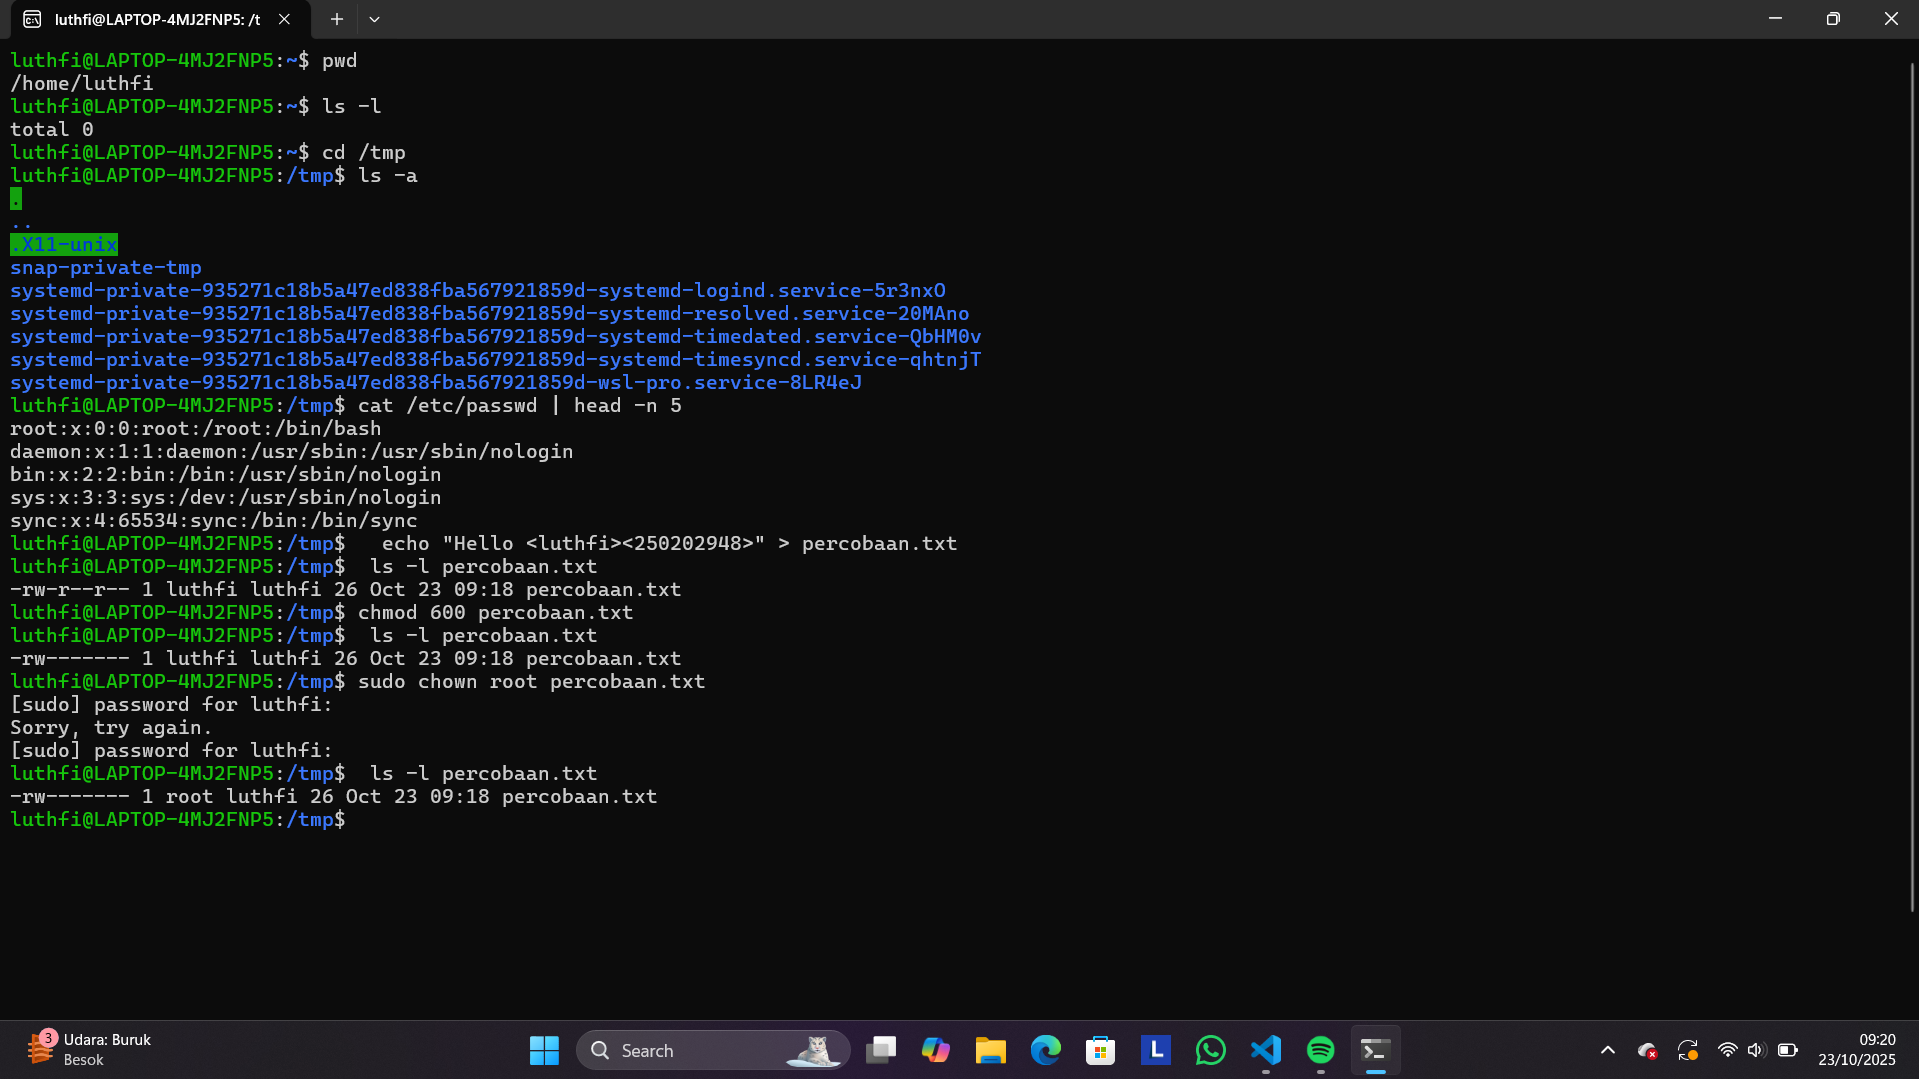 luthfi@LAPTOP-4MJ2FNP5: /t
luthfi@LAPTOP-4MJ2FNP5:~$ pwd
/home/luthfi
luthfi@LAPTOP-4MJ2FNP5:~$ ls -l
total 0
luthfi@LAPTOP-4MJ2FNP5:~$ cd /tmp
luthfi@LAPTOP-4MJ2FNP5:/tmp$ ls -a
.
..
.X11-unix
snap-private-tmp
systemd-private-935271c18b5a47ed838fba567921859d-systemd-logind.service-5r3nxO
systemd-private-935271c18b5a47ed838fba567921859d-systemd-resolved.service-20MAno
systemd-private-935271c18b5a47ed838fba567921859d-systemd-timedated.service-QbHM0v
systemd-private-935271c18b5a47ed838fba567921859d-systemd-timesyncd.service-qhtnjT
systemd-private-935271c18b5a47ed838fba567921859d-wsl-pro.service-8LR4eJ
luthfi@LAPTOP-4MJ2FNP5:/tmp$ cat /etc/passwd | head -n 5
root:x:0:0:root:/root:/bin/bash
daemon:x:1:1:daemon:/usr/sbin:/usr/sbin/nologin
bin:x:2:2:bin:/bin:/usr/sbin/nologin
sys:x:3:3:sys:/dev:/usr/sbin/nologin
sync:x:4:65534:sync:/bin:/bin/sync
luthfi@LAPTOP-4MJ2FNP5:/tmp$   echo "Hello <luthfi><250202948>" > percobaan.txt
luthfi@LAPTOP-4MJ2FNP5:/tmp$  ls -l percobaan.txt
-rw-r--r-- 1 luthfi luthfi 26 Oct 23 09:18 percobaan.txt
luthfi@LAPTOP-4MJ2FNP5:/tmp$ chmod 600 percobaan.txt
luthfi@LAPTOP-4MJ2FNP5:/tmp$  ls -l percobaan.txt
-rw------- 1 luthfi luthfi 26 Oct 23 09:18 percobaan.txt
luthfi@LAPTOP-4MJ2FNP5:/tmp$ sudo chown root percobaan.txt
[sudo] password for luthfi:
Sorry, try again.
[sudo] password for luthfi:
luthfi@LAPTOP-4MJ2FNP5:/tmp$  ls -l percobaan.txt
-rw------- 1 root luthfi 26 Oct 23 09:18 percobaan.txt
luthfi@LAPTOP-4MJ2FNP5:/tmp$
3
Udara: Buruk
Besok
Search
L
09:20
23/10/2025